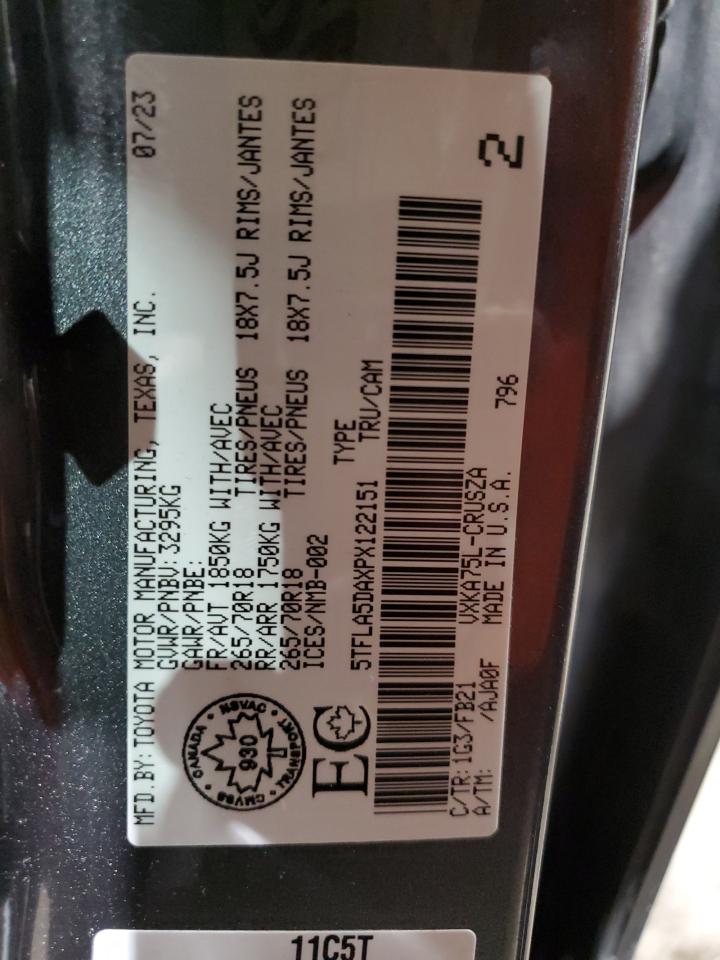 MFD.BY: TOYOTA MOTOR MANUFACTURING, TEXAS, INC. 07/23
GVWR/PNBV: 3295KG
GAWR/PNBE:
FR/AVT 1850KG WITH/AVEC
265/70R18 TIRES/PNEUS 18X7.5J RIMS/JANTES
RR/ARR 1750KG WITH/AVEC
265/70R18 TIRES/PNEUS 18X7.5J RIMS/JANTES
ICES/NMB-002
CANADA • NSVAC • TRANSPORT • CMVSS •
930
EC
TYPE
5TFLA5DAXPX122151 TRU/CAM
2
C/TR: 1G3/FB21 VXKA75L-CRUSZA
A/TM: /AJA0F MADE IN U.S.A. 796
11C5T